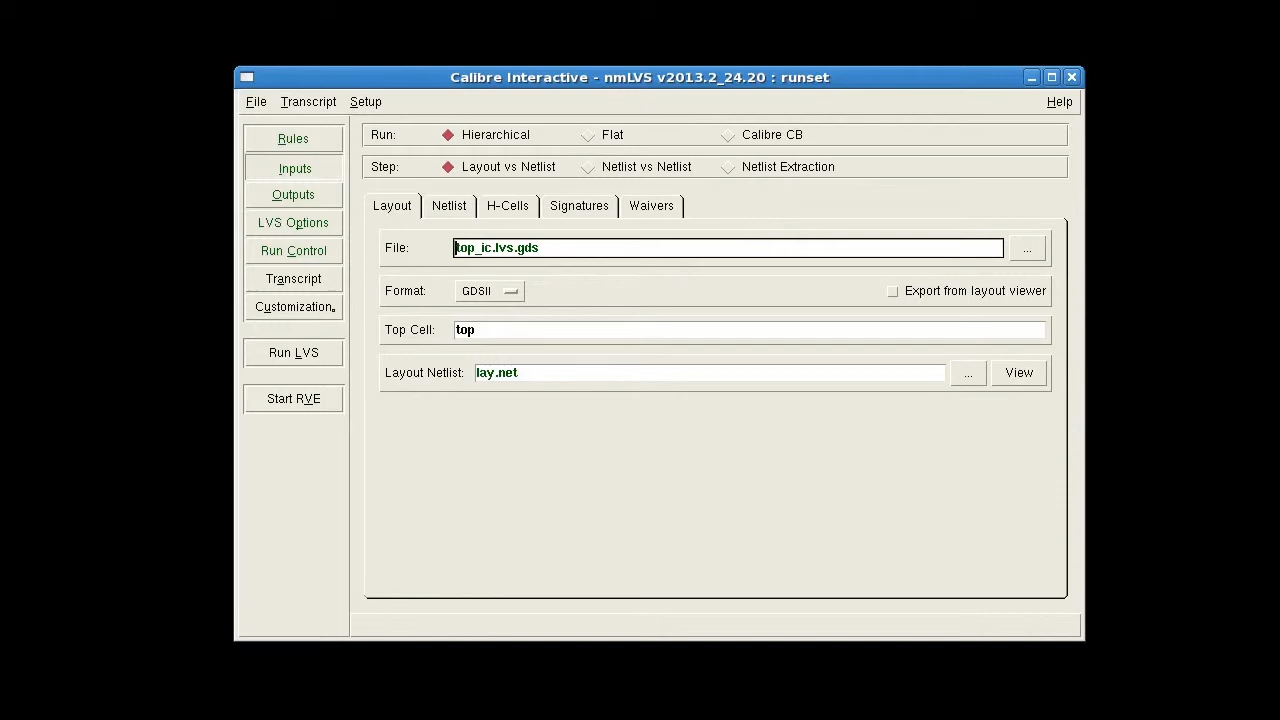 Calibre Interactive - nmLVS v2013.2_24.20 : runset
File Transcript Setup Help
Rules
Inputs
Outputs
LVS Options
Run Control
Transcript
Customization.
Run LVS
Start RVE
Run: Hierarchical Flat Calibre CB
Step: Layout vs Netlist Netlist vs Netlist Netlist Extraction
Layout Netlist H-Cells Signatures Waivers
File: top_ic.lvs.gds ...
Format: GDSII Export from layout viewer
Top Cell: top
Layout Netlist: lay.net ... View